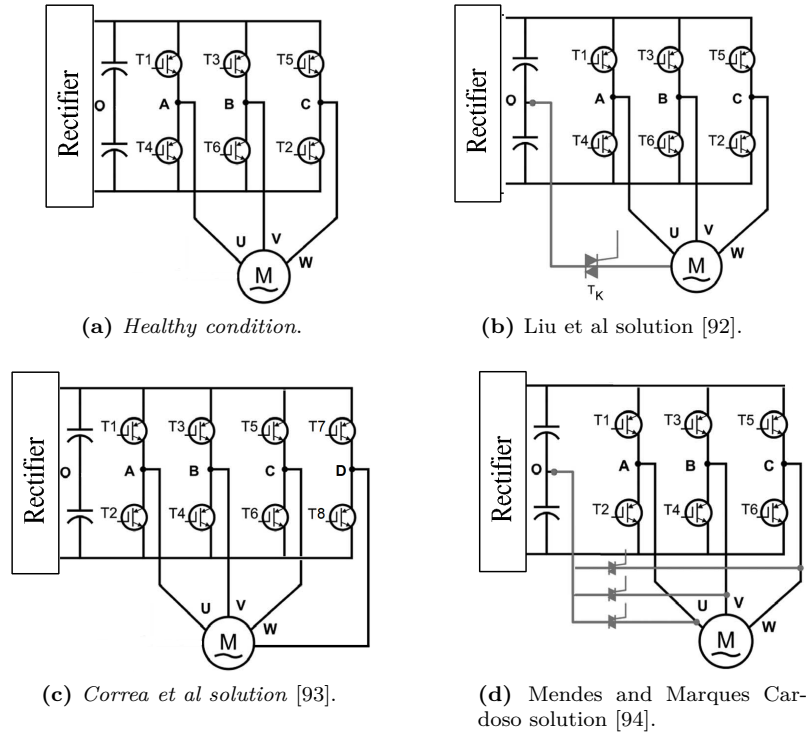 Rectifier
T1
T3
T5
O
A
B
C
T4
T6
T2
U
V
W
M
(a) Healthy condition.
Rectifier
T1
T3
T5
O
A
B
C
T4
T6
T2
U
V
W
M
TK
(b) Liu et al solution [92].
Rectifier
T1
T3
T5
T7
O
A
B
C
D
T2
T4
T6
T8
U
V
W
M
(c) Correa et al solution [93].
Rectifier
T1
T3
T5
O
A
B
C
T2
T4
T6
U
V
W
M
(d) Mendes and Marques Car-
doso solution [94].